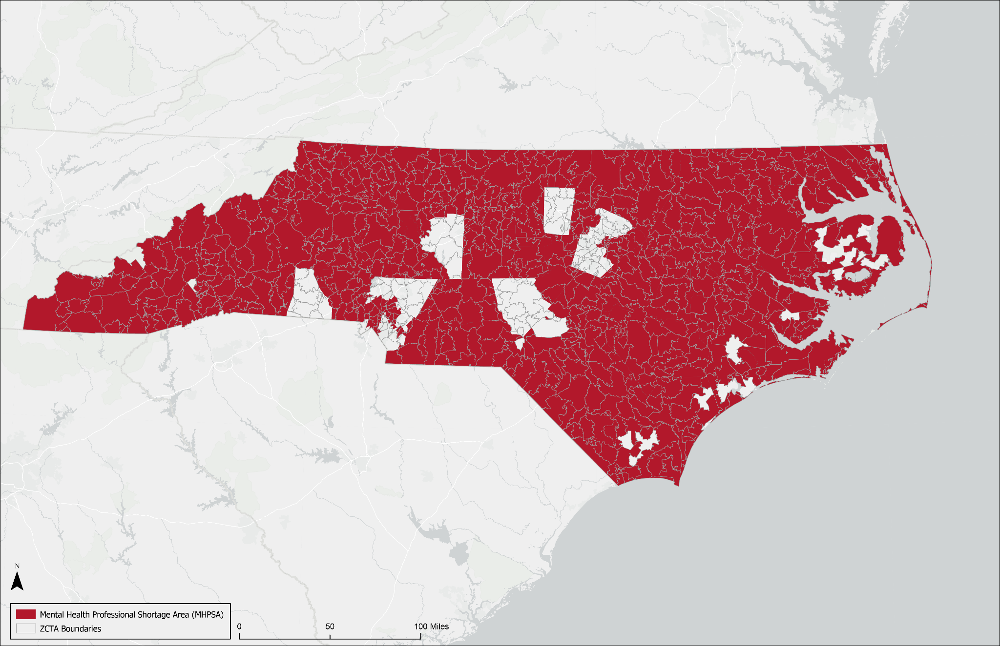 N
Mental Health Professional Shortage Area (MHPSA)
ZCTA Boundaries
0 50 100 Miles